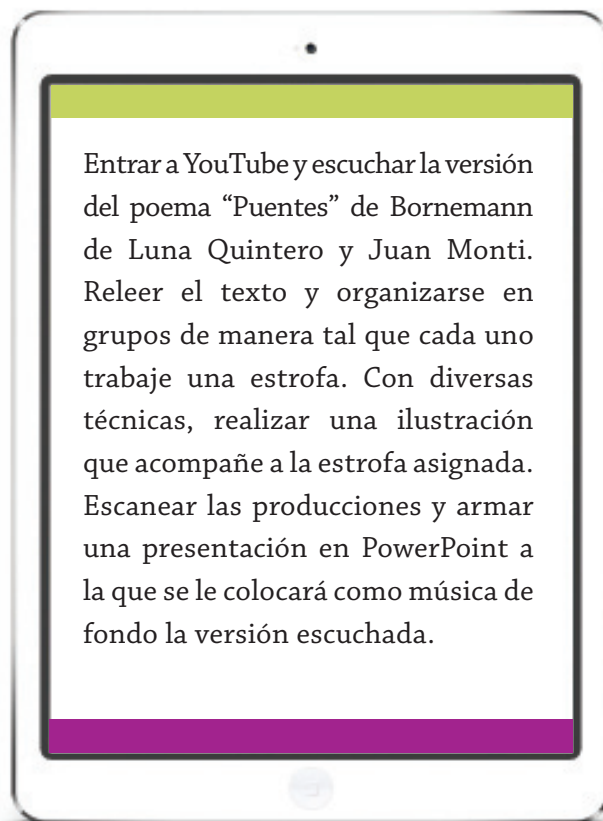 Entrar a YouTube y escuchar la versión
del poema “Puentes” de Bornemann
de Luna Quintero y Juan Monti.
Releer el texto y organizarse en
grupos de manera tal que cada uno
trabaje una estrofa. Con diversas
técnicas, realizar una ilustración
que acompañe a la estrofa asignada.
Escanear las producciones y armar
una presentación en PowerPoint a
la que se le colocará como música de
fondo la versión escuchada.